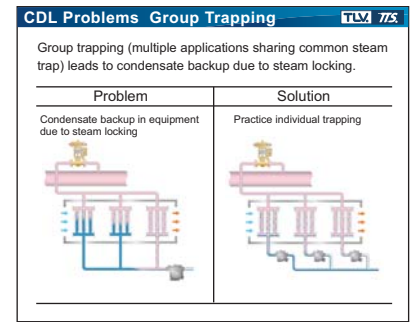 CDL Problems Group Trapping
TLV. TTS.
Group trapping (multiple applications sharing common steam
trap) leads to condensate backup due to steam locking.
Problem
Solution
Condensate backup in equipment
due to steam locking
Practice individual trapping